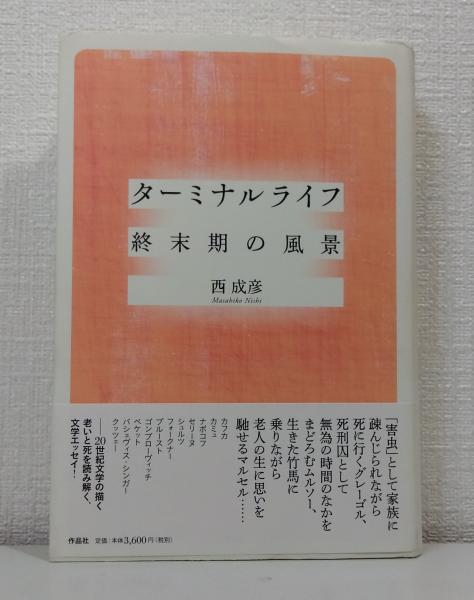 ターミナルライフ
終末期の風景
西 成彦
Masahiko Nishi
「害虫」として家族に
疎んじられながら
死に行くグレーゴル、
死刑囚として
無為の時間のなかを
まどろむムルソー、
生きた竹馬に
乗りながら
老人の生に思いを
馳せるマルセル……
カフカ
カミュ
ナボコフ
セリーヌ
シュルツ
フォークナー
プルースト
ゴンブローヴィッチ
ベケット
バシェヴィス・シンガー
クッツェー
――20世紀文学の描く
老いと死を読み解く、
文学エッセイ!
作品社 定価:本体3,600円(税別)